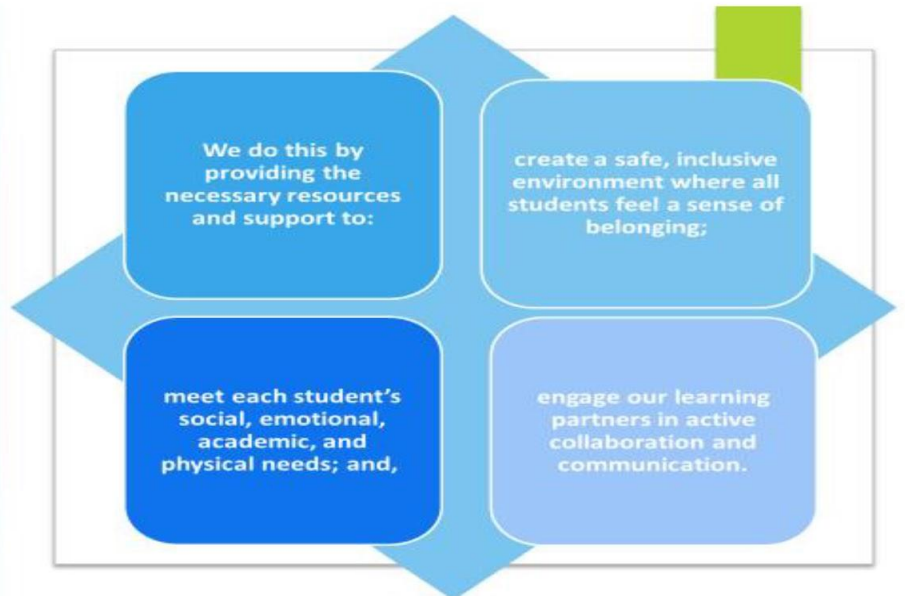 We do this by
providing the
necessary resources
and support to:
create a safe, inclusive
environment where all
students feel a sense of
belonging;
meet each student’s
social, emotional,
academic, and
physical needs; and,
engage our learning
partners in active
collaboration and
communication.